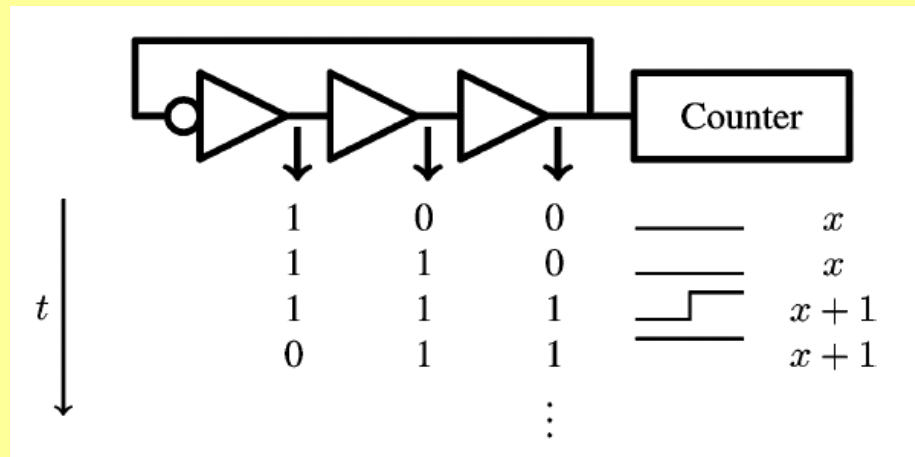 Counter
1 0 0 x
1 1 0 x
t 1 1 1 x + 1
0 1 1 x + 1
⋮